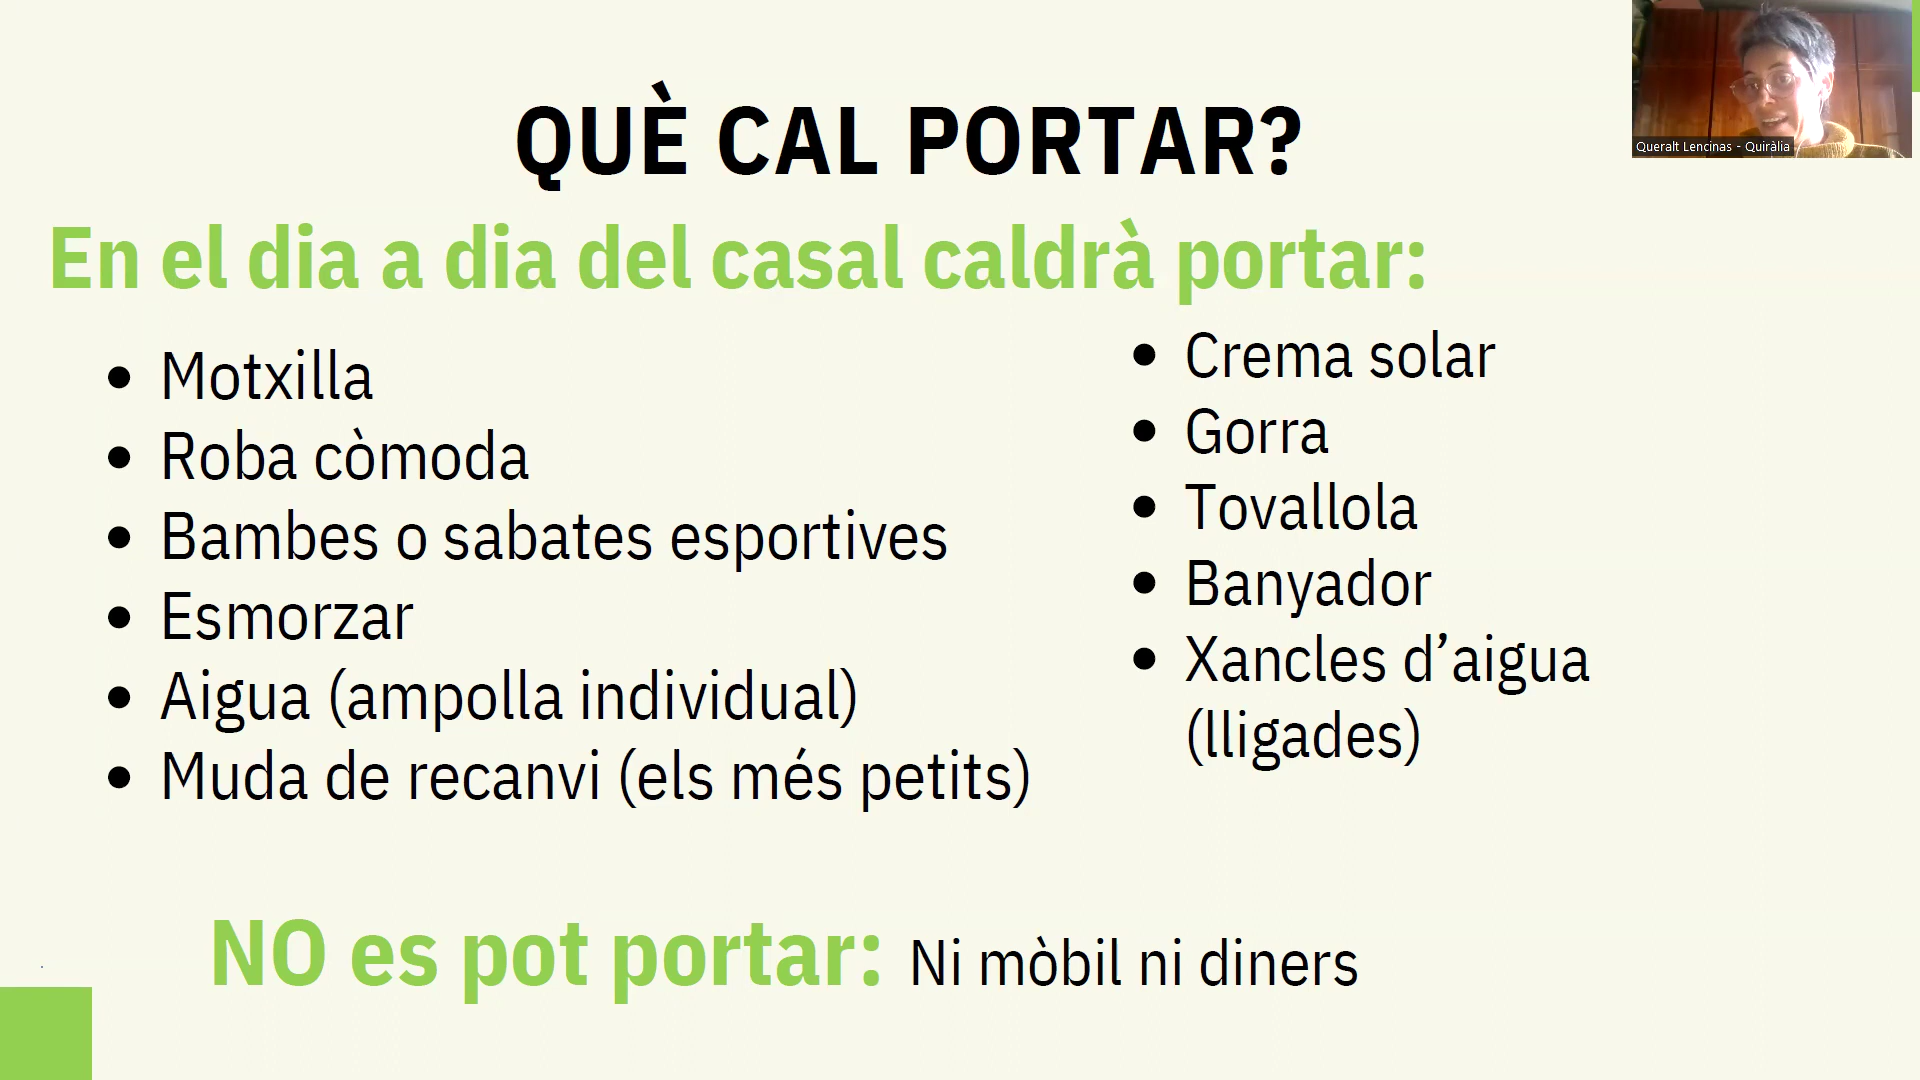 QUÈ CAL PORTAR?
En el dia a dia del casal caldrà portar:
• Motxilla
• Roba còmoda
• Bambes o sabates esportives
• Esmorzar
• Aigua (ampolla individual)
• Muda de recanvi (els més petits)
• Crema solar
• Gorra
• Tovallola
• Banyador
• Xancles d’aigua
(lligades)
NO es pot portar: Ni mòbil ni diners
Queralt Lencinas - Quiràlia